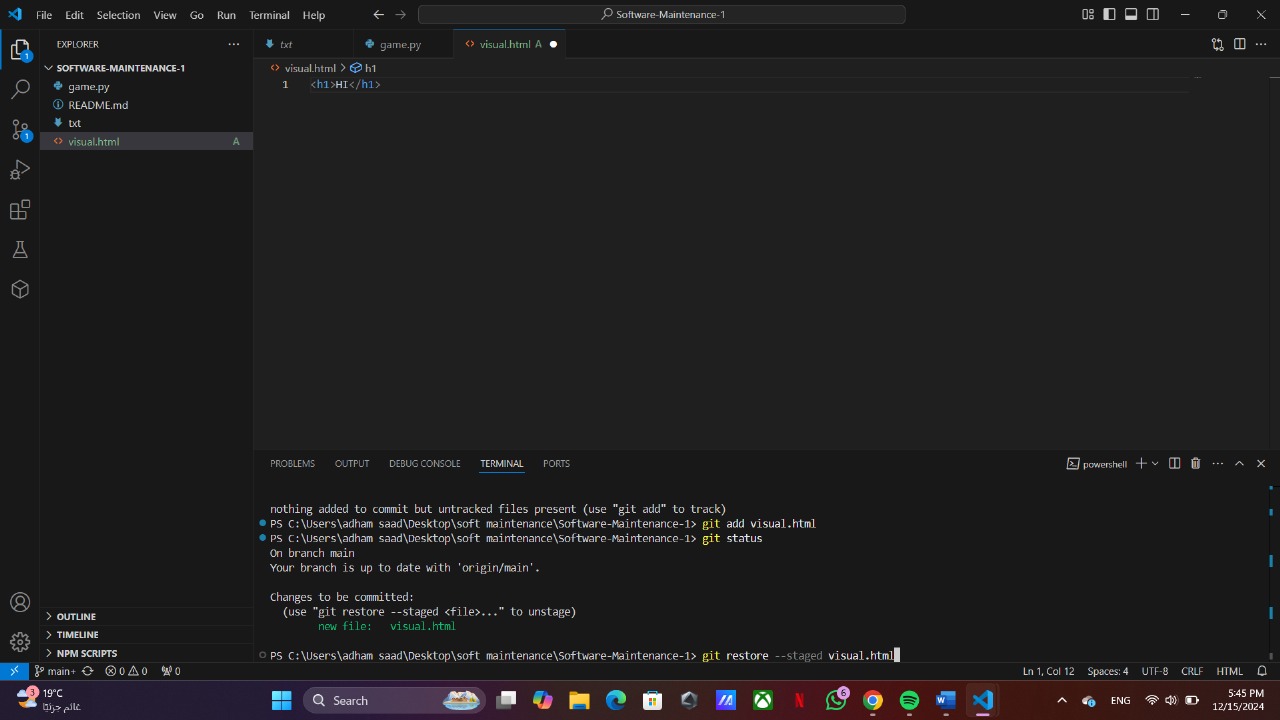 File Edit Selection View Go Run Terminal Help
Software-Maintenance-1
EXPLORER
txt
game.py
visual.html A
visual.html > h1
1 <h1>HI</h1>
SOFTWARE-MAINTENANCE-1
game.py
README.md
txt
visual.html A
1
1
OUTLINE
TIMELINE
NPM SCRIPTS
PROBLEMS OUTPUT DEBUG CONSOLE TERMINAL PORTS
powershell
nothing added to commit but untracked files present (use "git add" to track)
PS C:\Users\adham saad\Desktop\soft maintenance\Software-Maintenance-1> git add visual.html
PS C:\Users\adham saad\Desktop\soft maintenance\Software-Maintenance-1> git status
On branch main
Your branch is up to date with 'origin/main'.
Changes to be committed:
(use "git restore --staged <file>..." to unstage)
new file: visual.html
PS C:\Users\adham saad\Desktop\soft maintenance\Software-Maintenance-1> git restore --staged visual.html
main+ 0 0 0
Ln 1, Col 12 Spaces: 4 UTF-8 CRLF HTML
3 19°C
غائم جزئيًا
Search
6
ENG
5:45 PM
12/15/2024